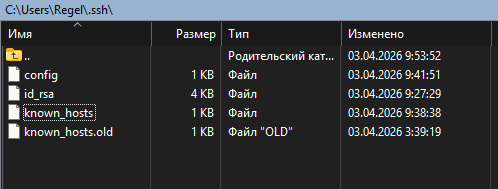 C:\Users\Regel\.ssh\
Имя Размер Тип Изменено
.. Родительский кат... 03.04.2026 9:53:52
config 1 KB Файл 03.04.2026 9:41:51
id_rsa 4 KB Файл 03.04.2026 9:27:29
known_hosts 1 KB Файл 03.04.2026 9:38:38
known_hosts.old 1 KB Файл "OLD" 03.04.2026 3:39:19